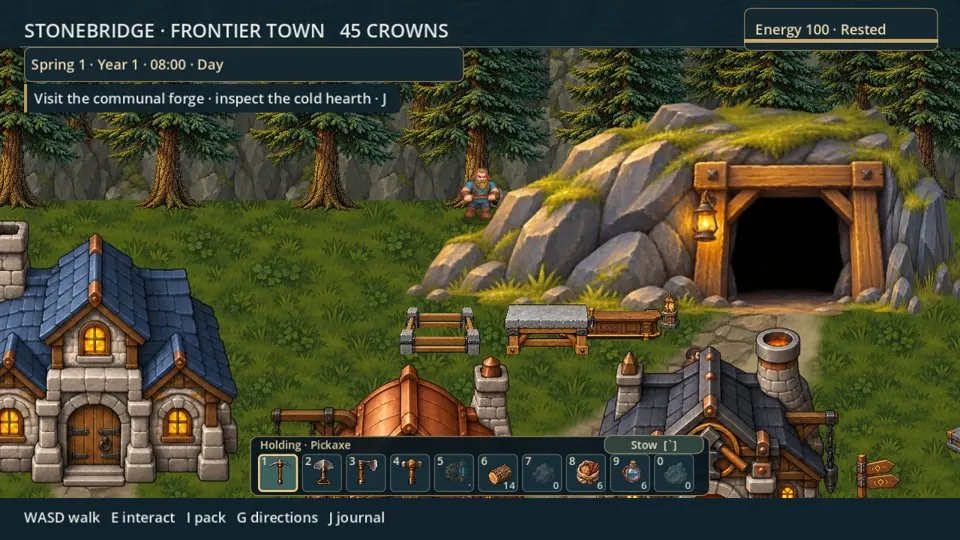 STONEBRIDGE · FRONTIER TOWN 45 CROWNS
Energy 100 · Rested
Spring 1 · Year 1 · 08:00 · Day
Visit the communal forge · inspect the cold hearth · J
Holding · Pickaxe
Stow [`]
1 2 3 4 5 6 7 8 9 0
14 0 6 6 0
WASD walk E interact I pack G directions J journal